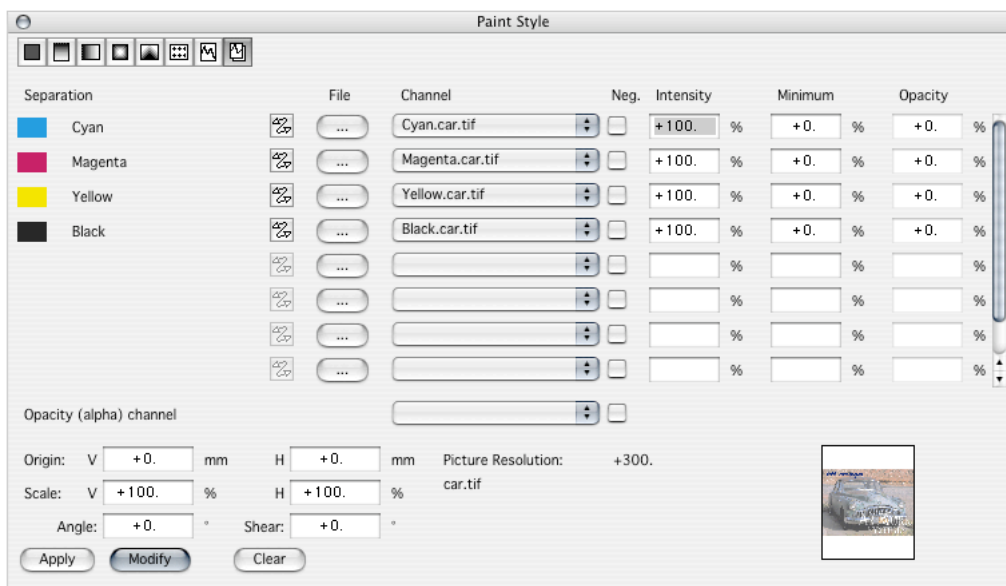 Paint Style
Separation File Channel Neg. Intensity Minimum Opacity
Cyan ... Cyan.car.tif +100. % +0. % +0. %
Magenta ... Magenta.car.tif +100. % +0. % +0. %
Yellow ... Yellow.car.tif +100. % +0. % +0. %
Black ... Black.car.tif +100. % +0. % +0. %
... % % %
... % % %
... % % %
... % % %
Opacity (alpha) channel
Origin: V +0. mm H +0. mm Picture Resolution: +300.
Scale: V +100. % H +100. % car.tif
Angle: +0. ° Shear: +0. °
Apply Modify Clear